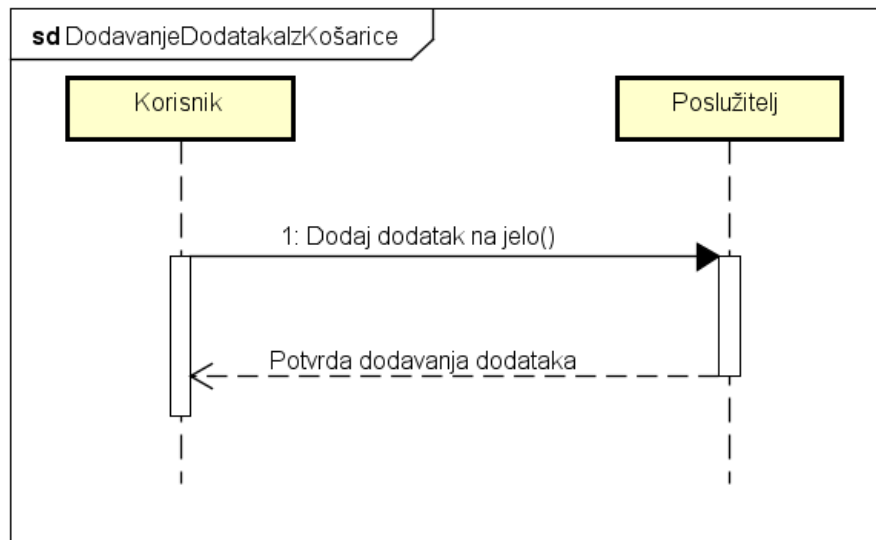 sd DodavanjeDodatakaIzKošarice
Korisnik
Poslužitelj
1: Dodaj dodatak na jelo()
Potvrda dodavanja dodataka